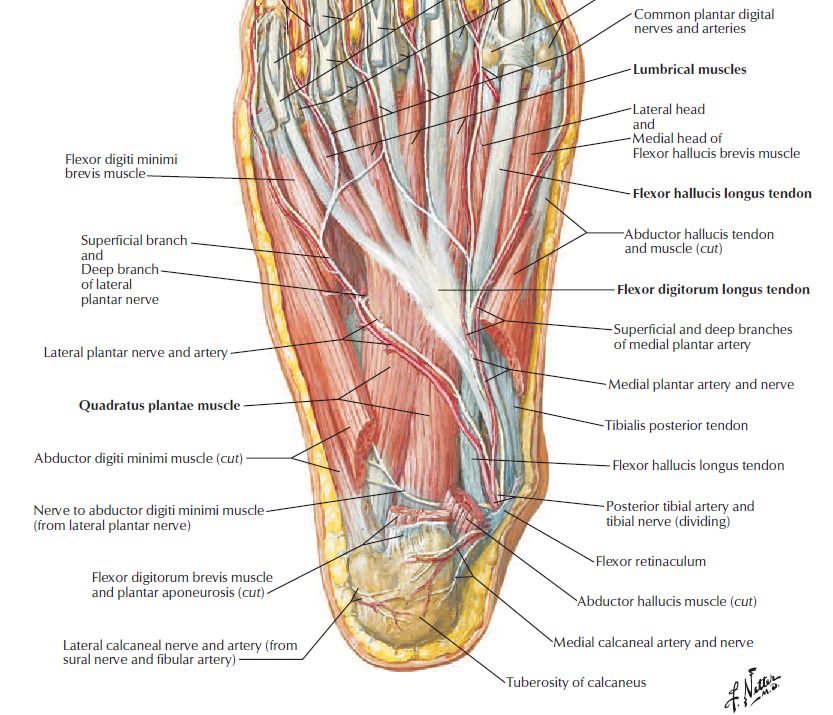 Common plantar digital
nerves and arteries
Lumbrical muscles
Lateral head
and
Medial head of
Flexor hallucis brevis muscle
Flexor digiti minimi
brevis muscle
Flexor hallucis longus tendon
Superficial branch
and
Deep branch
of lateral
plantar nerve
Abductor hallucis tendon
and muscle (cut)
Flexor digitorum longus tendon
Superficial and deep branches
of medial plantar artery
Lateral plantar nerve and artery
Medial plantar artery and nerve
Quadratus plantae muscle
Tibialis posterior tendon
Abductor digiti minimi muscle (cut)
Flexor hallucis longus tendon
Nerve to abductor digiti minimi muscle
(from lateral plantar nerve)
Posterior tibial artery and
tibial nerve (dividing)
Flexor retinaculum
Flexor digitorum brevis muscle
and plantar aponeurosis (cut)
Abductor hallucis muscle (cut)
Lateral calcaneal nerve and artery (from
sural nerve and fibular artery)
Medial calcaneal artery and nerve
Tuberosity of calcaneus
F. Netter
M.D.